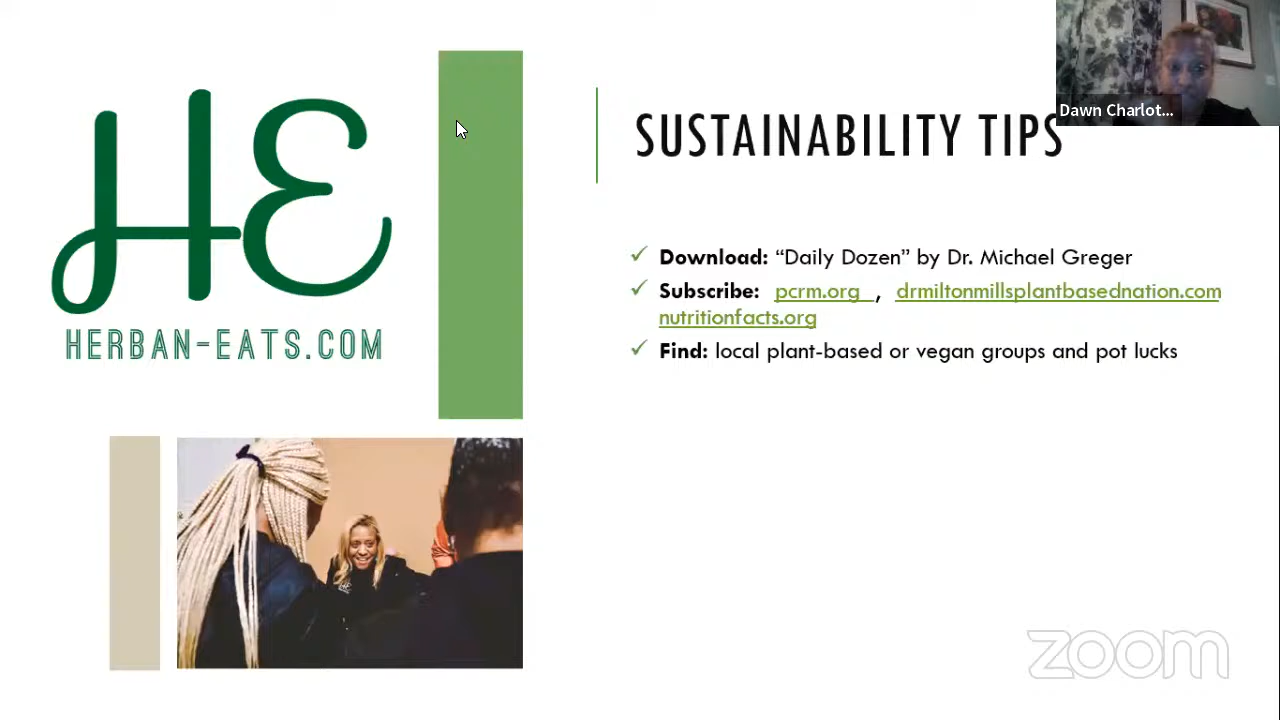 HE
HERBAN-EATS.COM
Dawn Charlot...
SUSTAINABILITY TIPS
✓ Download: “Daily Dozen” by Dr. Michael Greger
✓ Subscribe: pcrm.org , drmiltonmillsplantbasednation.com
nutritionfacts.org
✓ Find: local plant-based or vegan groups and pot lucks
zoom